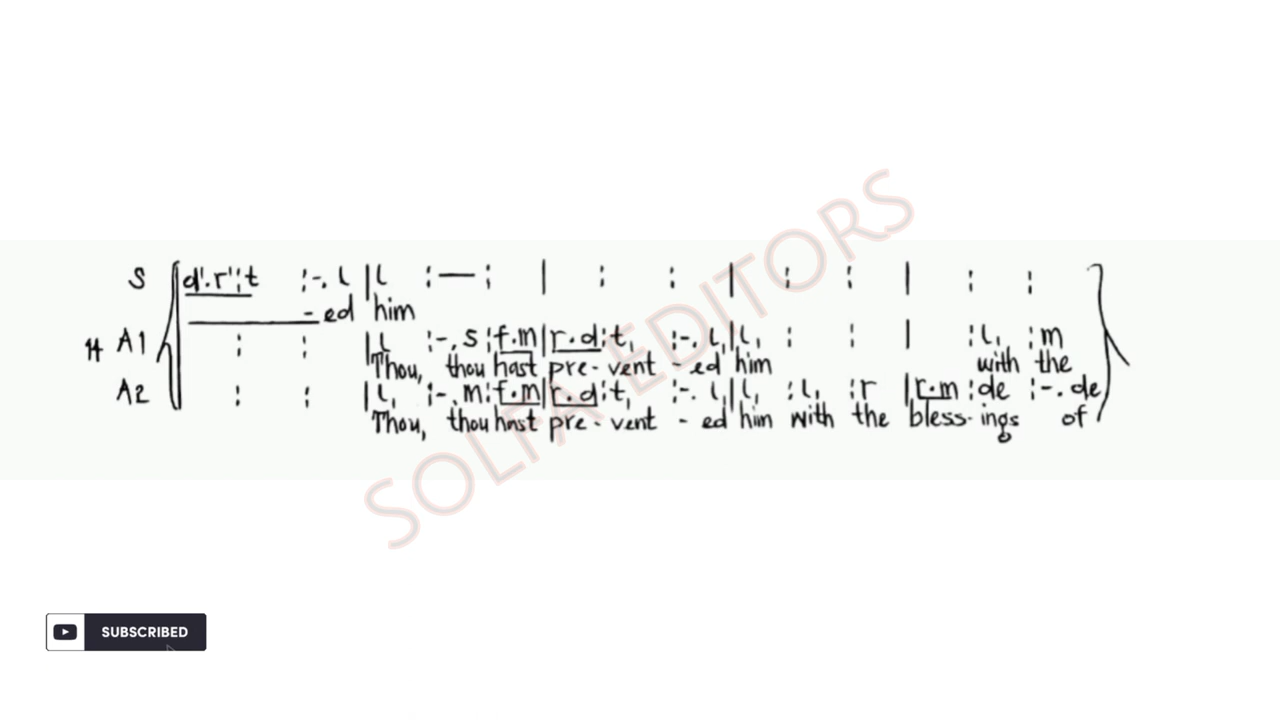 S d'.r':t :-.l |l :— : | : : | : : | : :
-ed him
14 A1 : : |l :-.s :f.m |r.d :t, :-.l, |l, : : | :l, :m
Thou, thou hast pre-vent -ed him with the
A2 : : |l, :-.m :f.m |r.d :t, :-.l, |l, :l, :r |r.m :de :-.de
Thou, thou hast pre-vent -ed him with the bless-ings of
SOLFA EDITORS
SUBSCRIBED